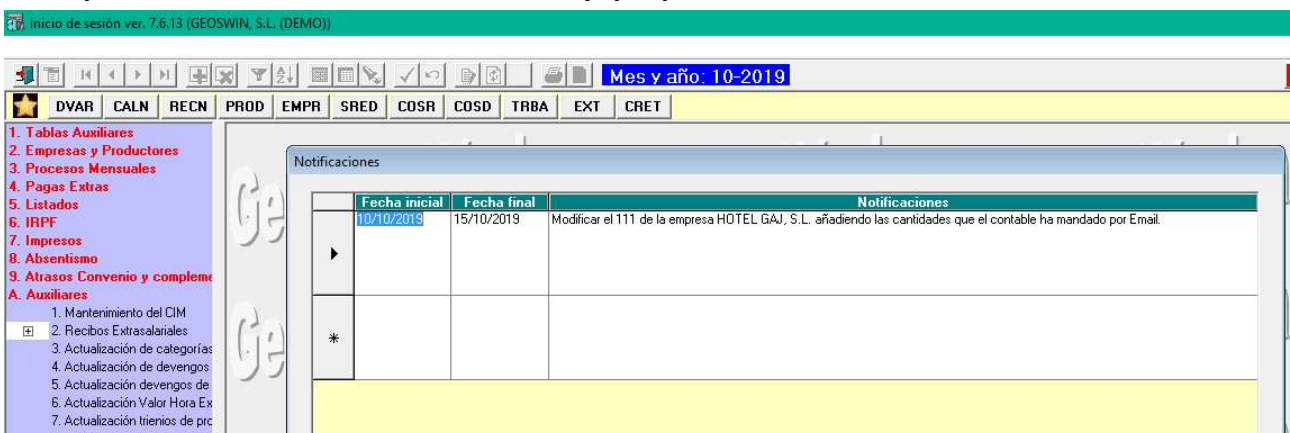 Inicio de sesión ver. 7.6.13 (GEOSWIN, S.L. (DEMO))
Mes y año: 10-2019
DVAR CALN RECN PROD EMPR SRED COSR COSD TRBA EXT CRET
1. Tablas Auxiliares
2. Empresas y Productores
3. Procesos Mensuales
4. Pagas Extras
5. Listados
6. IRPF
7. Impresos
8. Absentismo
9. Atrasos Convenio y compleme
A. Auxiliares
1. Mantenimiento del CIM
2. Recibos Extrasalariales
3. Actualización de categorías
4. Actualización de devengos
5. Actualización devengos de
6. Actualización Valor Hora Ex
7. Actualización trienios de pro
Notificaciones
Fecha inicial Fecha final Notificaciones
10/10/2019 15/10/2019 Modificar el 111 de la empresa HOTEL GAJ, S.L. añadiendo las cantidades que el contable ha mandado por Email.
Ge
Ge